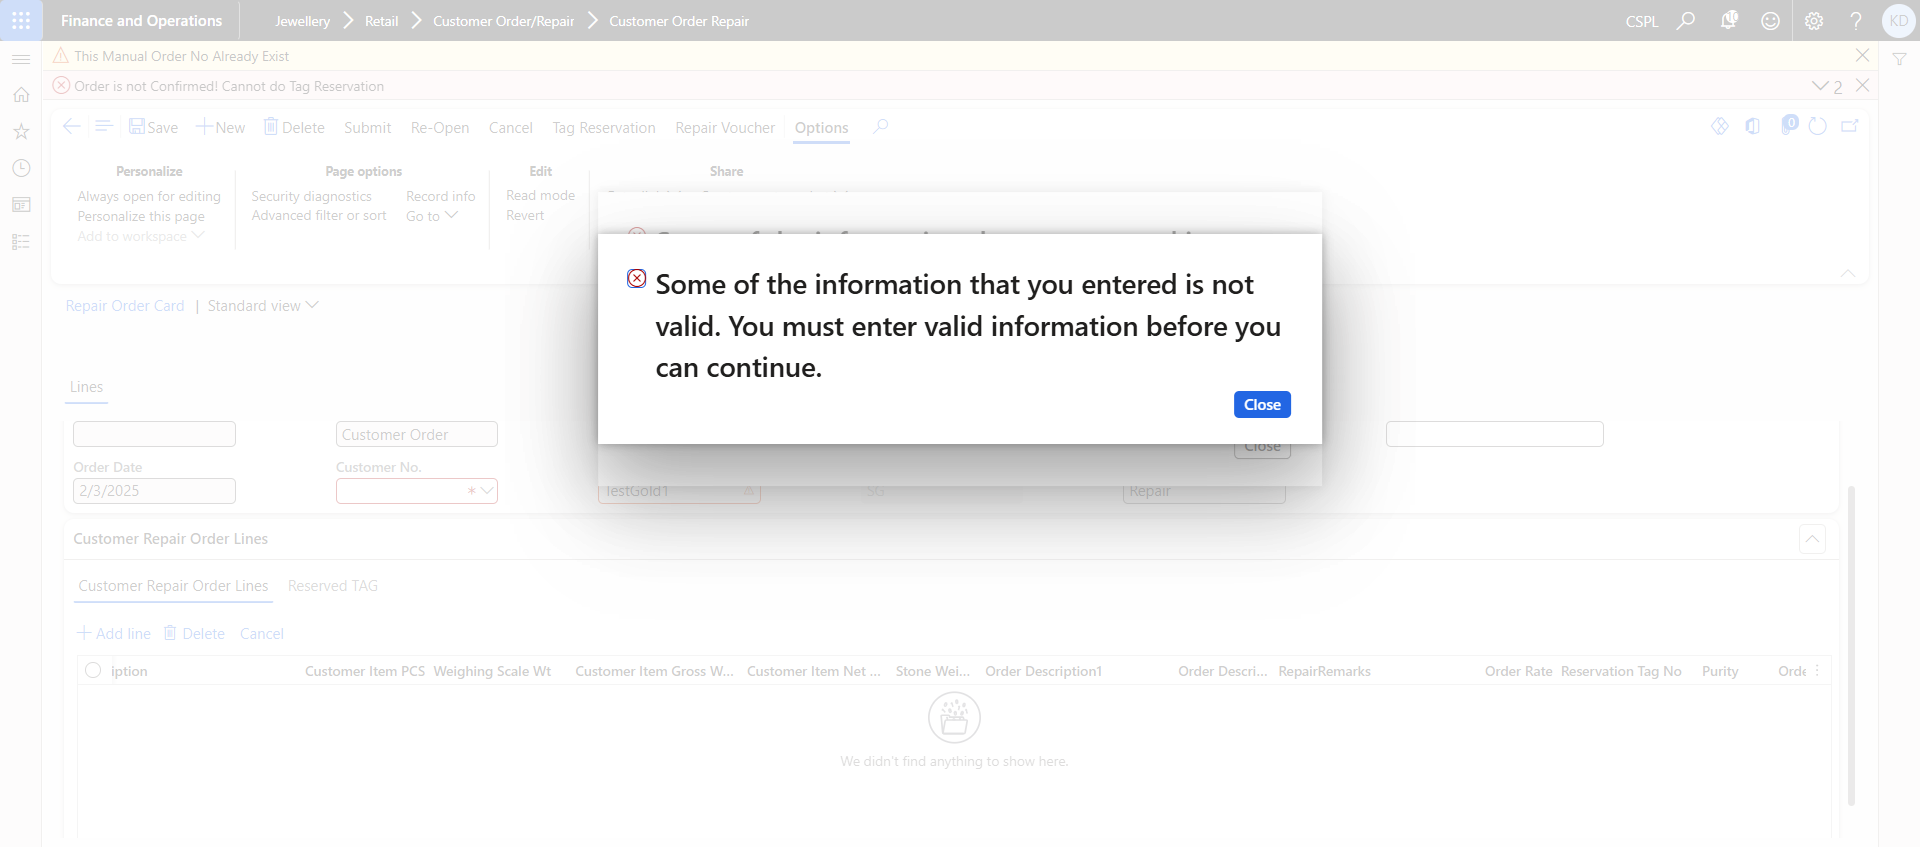 Finance and Operations Jewellery Retail Customer Order/Repair Customer Order Repair CSPL 10 KD
This Manual Order No Already Exist
Order is not Confirmed! Cannot do Tag Reservation 2
Save New Delete Submit Re-Open Cancel Tag Reservation Repair Voucher Options 0
Personalize Page options Edit Share
Always open for editing Security diagnostics Record info Read mode
Personalize this page Advanced filter or sort Go to Revert
Add to workspace
Some of the information that you entered is not
valid. You must enter valid information before you
can continue.
Close
Close
Repair Order Card | Standard view
Lines
Customer Order
Order Date Customer No.
2/3/2025 * TestGold1 SG Repair
Customer Repair Order Lines
Customer Repair Order Lines Reserved TAG
Add line Delete Cancel
iption Customer Item PCS Weighing Scale Wt Customer Item Gross W... Customer Item Net ... Stone Wei... Order Description1 Order Descri... RepairRemarks Order Rate Reservation Tag No Purity Orde
We didn't find anything to show here.